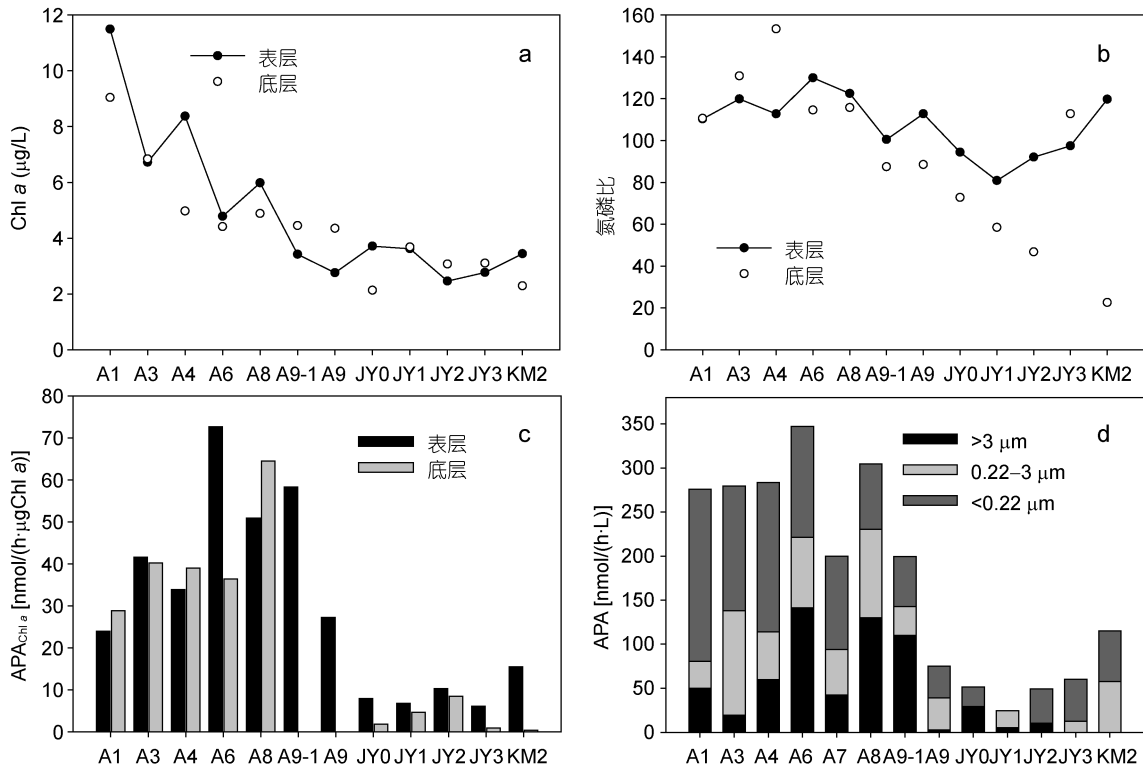 12
10
8
6
4
2
0
Chl a (μg/L)
表层
底层
a
A1 A3 A4 A6 A8 A9-1 A9 JY0 JY1 JY2 JY3 KM2
160
140
120
100
80
60
40
20
0
氮磷比
表层
底层
b
A1 A3 A4 A6 A8 A9-1 A9 JY0 JY1 JY2 JY3 KM2
80
70
60
50
40
30
20
10
0
APAChl a [nmol/(h·μgChl a)]
表层
底层
c
A1 A3 A4 A6 A8 A9-1 A9 JY0 JY1 JY2 JY3 KM2
350
300
250
200
150
100
50
0
APA [nmol/(h·L)]
>3 μm
0.22–3 μm
<0.22 μm
d
A1 A3 A4 A6 A7 A8 A9-1 A9 JY0 JY1 JY2 JY3 KM2